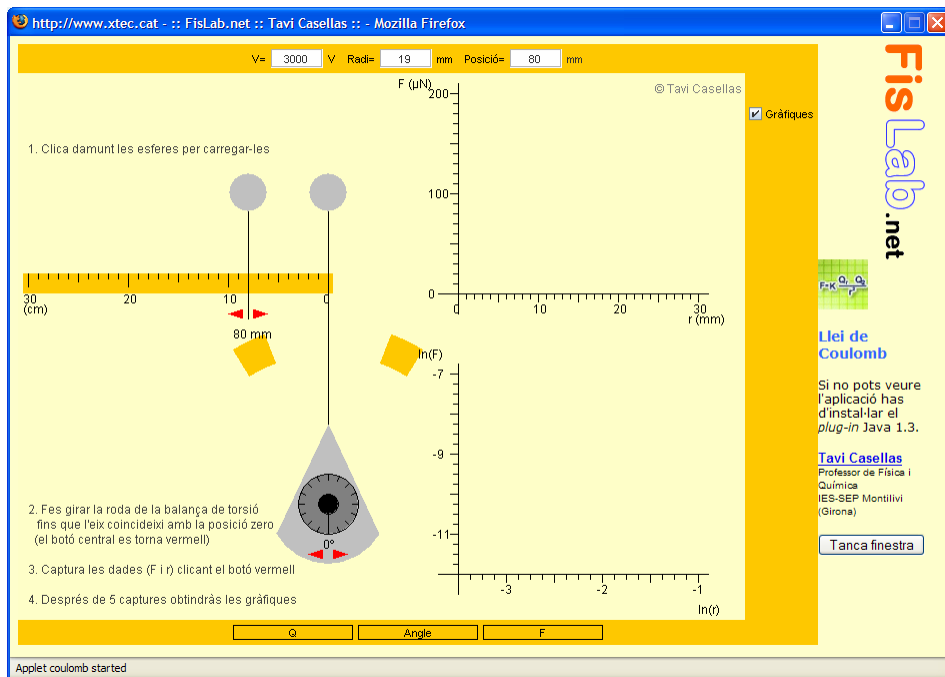 http://www.xtec.cat - :: FisLab.net :: Tavi Casellas :: - Mozilla Firefox
V= 3000 V Radi= 19 mm Posició= 80 mm
F (µN)
200
100
0
0 10 20 30
r (mm)
© Tavi Casellas
Gràfiques
1. Clica damunt les esferes per carregar-les
30 20 10 0
(cm)
80 mm
ln(F)
-7
-9
-11
-3 -2 -1
ln(r)
2. Fes girar la roda de la balança de torsió
fins que l'eix coincideixi amb la posició zero
(el botó central es torna vermell)
0°
3. Captura les dades (F i r) clicant el botó vermell
4. Després de 5 captures obtindràs les gràfiques
Q Angle F
FisLab.net
F=K Q₁ Q₂
r²
Llei de
Coulomb
Si no pots veure
l'aplicació has
d'instal·lar el
plug-in Java 1.3.
Tavi Casellas
Professor de Física i
Química
IES-SEP Montilivi
(Girona)
Tanca finestra
Applet coulomb started